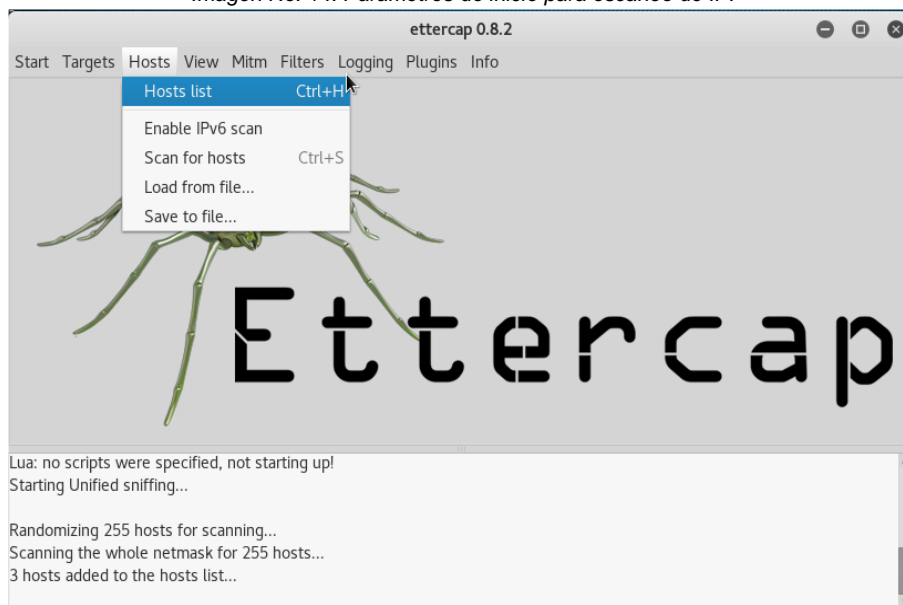 ettercap 0.8.2
Start Targets Hosts View Mitm Filters Logging Plugins Info
Hosts list Ctrl+H
Enable IPv6 scan
Scan for hosts Ctrl+S
Load from file...
Save to file...
Ettercap
Lua: no scripts were specified, not starting up!
Starting Unified sniffing...
Randomizing 255 hosts for scanning...
Scanning the whole netmask for 255 hosts...
3 hosts added to the hosts list...